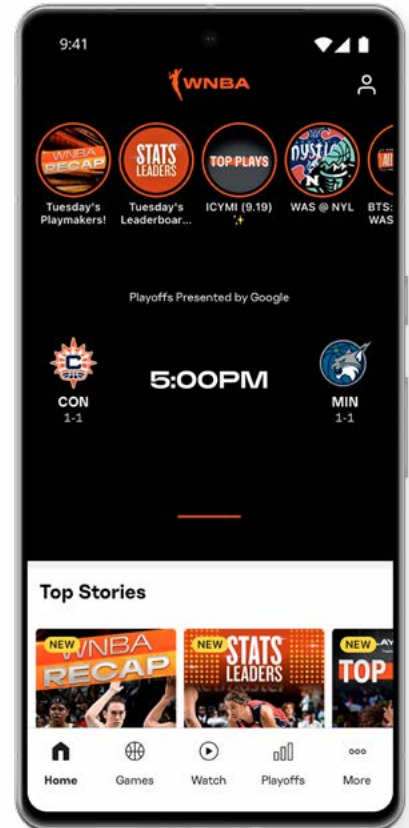 9:41
WNBA
WNBA
RECAP
STATS
LEADERS
TOP PLAYS
mystics
N
Tuesday's
Playmakers!
Tuesday's
Leaderboar...
ICYMI (9.19)
✨
WAS @ NYL
BTS:
WAS
Playoffs Presented by Google
CON
1-1
5:00PM
MIN
1-1
Top Stories
NEW
WNBA
RECAP
NEW
STATS
LEADERS
NEW
TOP
Home
Games
Watch
Playoffs
More